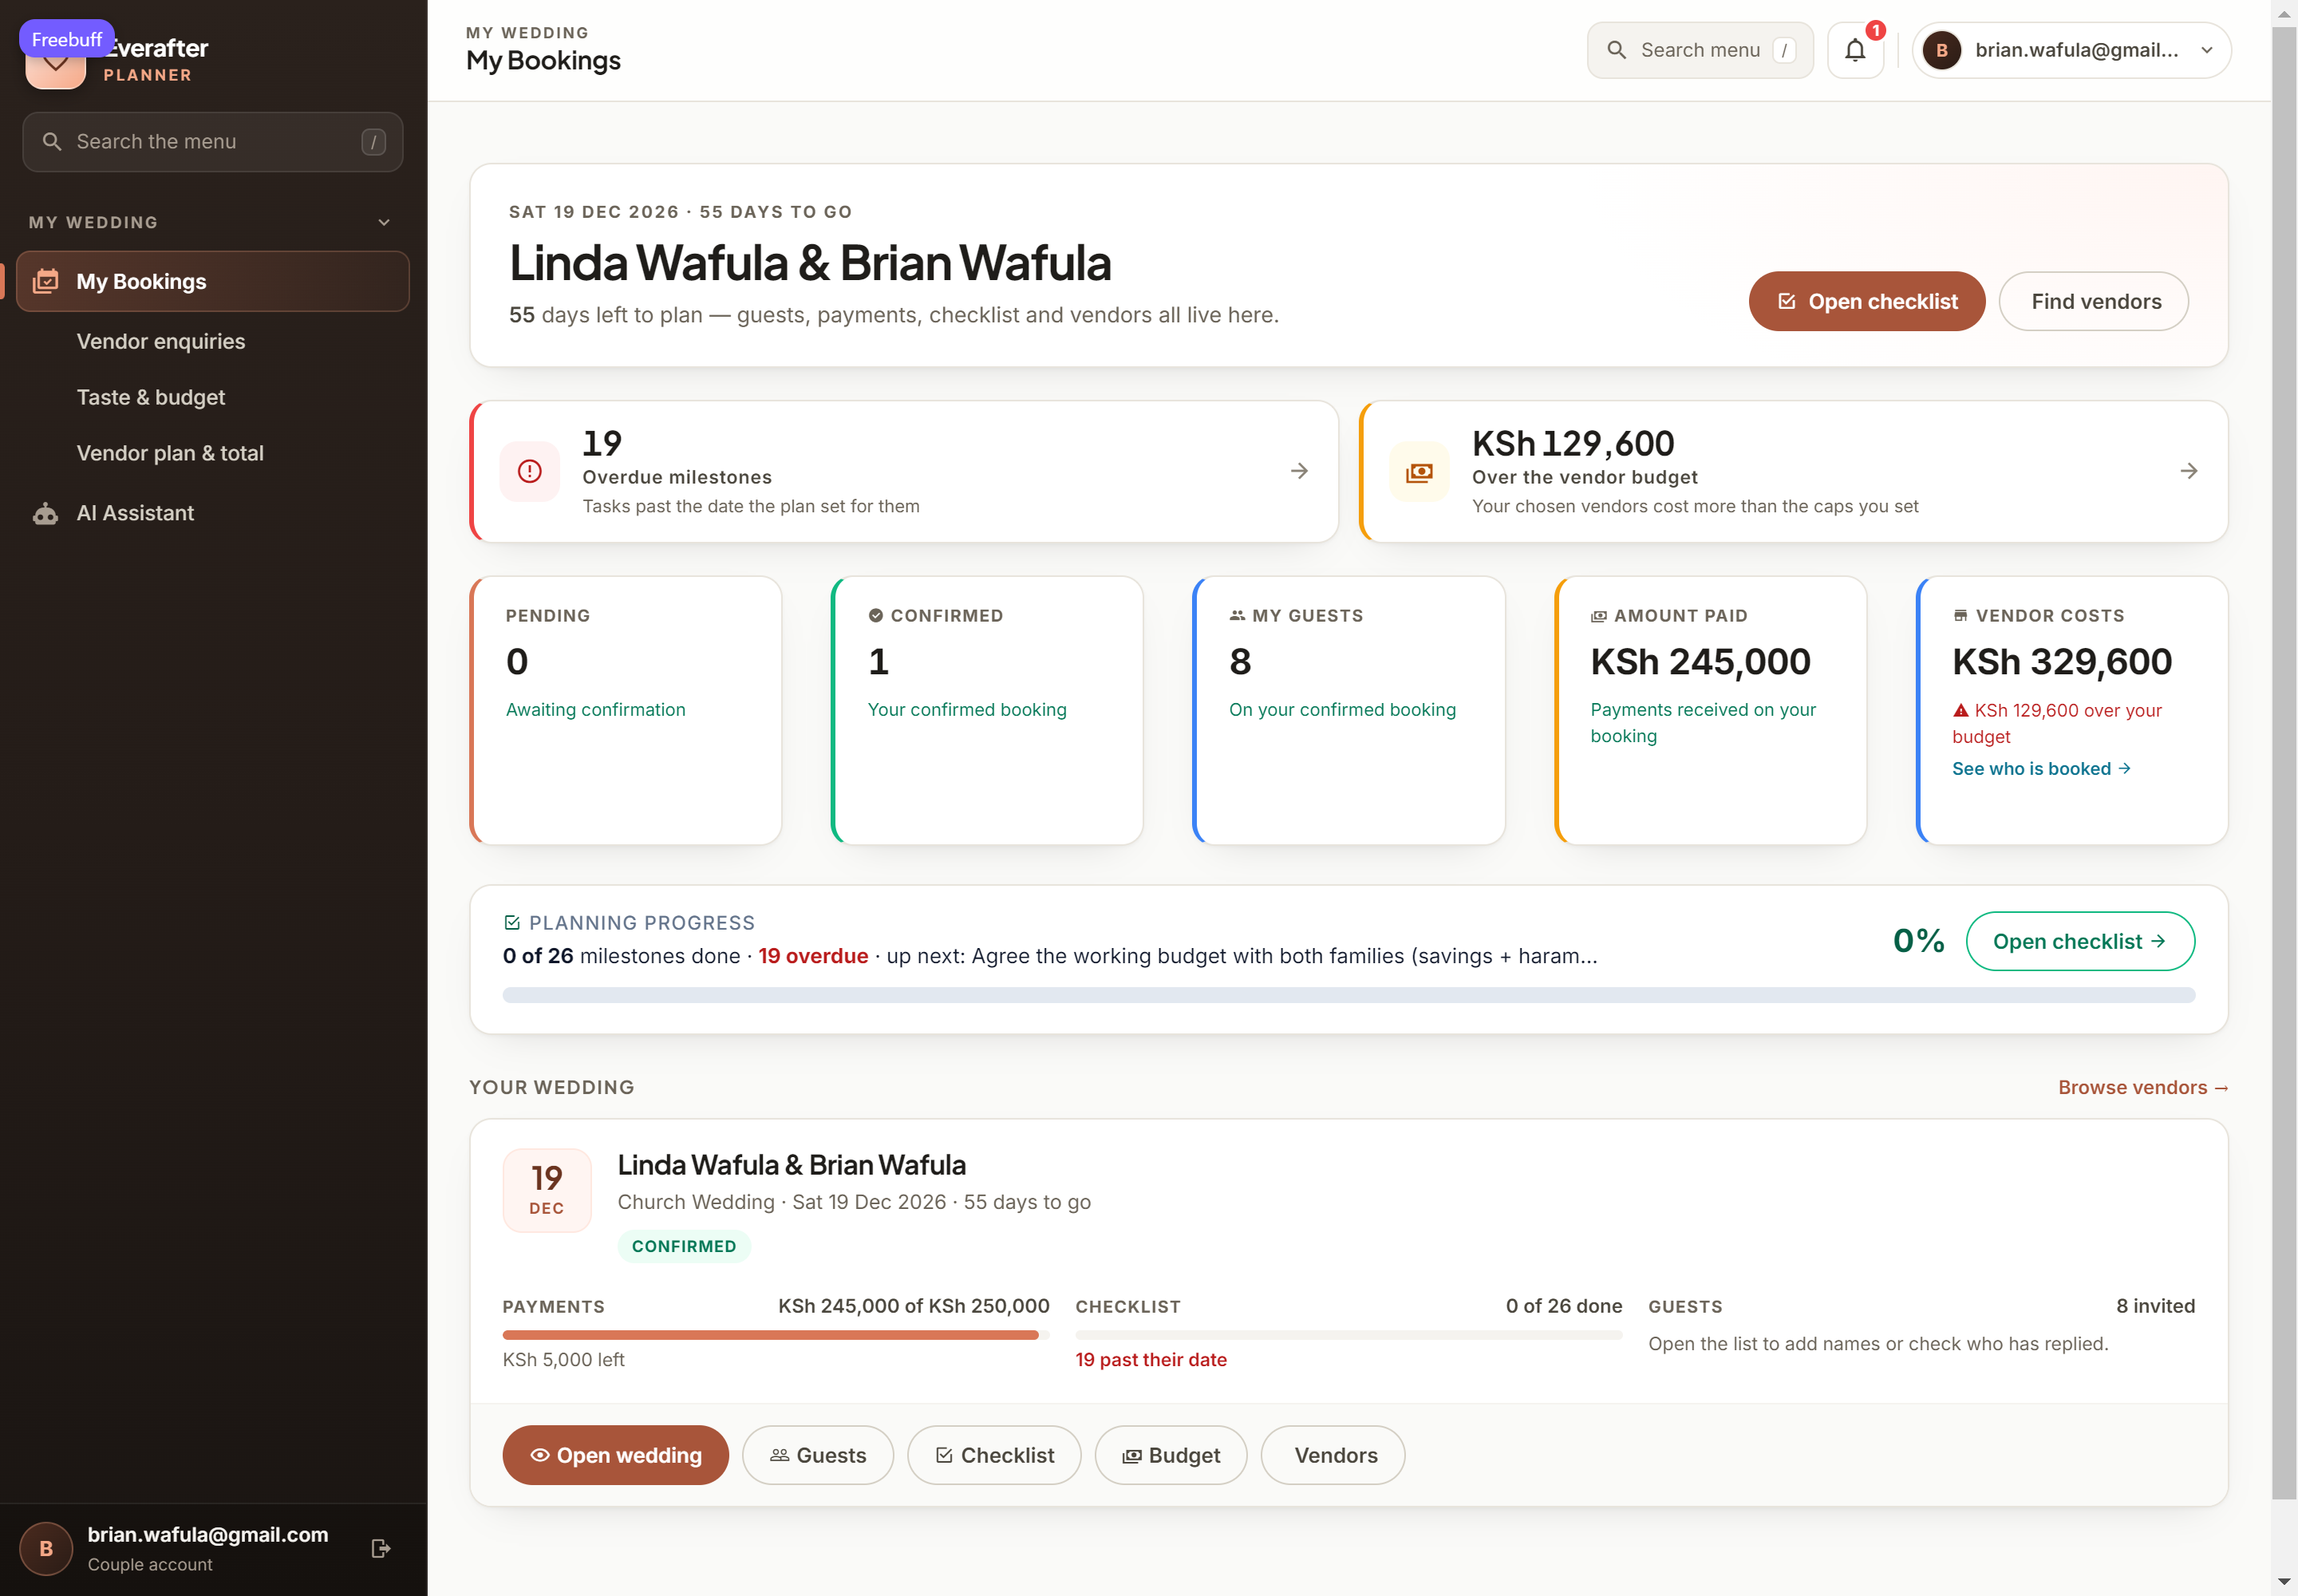 Freebuff
Everafter
PLANNER
Search the menu /
MY WEDDING
My Bookings
Vendor enquiries
Taste & budget
Vendor plan & total
AI Assistant
B
brian.wafula@gmail.com
Couple account
MY WEDDING
My Bookings
Search menu /
1
B brian.wafula@gmail...
SAT 19 DEC 2026 · 55 DAYS TO GO
Linda Wafula & Brian Wafula
55 days left to plan — guests, payments, checklist and vendors all live here.
Open checklist
Find vendors
19
Overdue milestones
Tasks past the date the plan set for them
→
KSh 129,600
Over the vendor budget
Your chosen vendors cost more than the caps you set
→
PENDING
0
Awaiting confirmation
CONFIRMED
1
Your confirmed booking
MY GUESTS
8
On your confirmed booking
AMOUNT PAID
KSh 245,000
Payments received on your
booking
VENDOR COSTS
KSh 329,600
KSh 129,600 over your
budget
See who is booked →
PLANNING PROGRESS
0 of 26 milestones done · 19 overdue · up next: Agree the working budget with both families (savings + haram...
0%
Open checklist →
YOUR WEDDING
Browse vendors →
19
DEC
Linda Wafula & Brian Wafula
Church Wedding · Sat 19 Dec 2026 · 55 days to go
CONFIRMED
PAYMENTS KSh 245,000 of KSh 250,000
KSh 5,000 left
CHECKLIST 0 of 26 done
19 past their date
GUESTS 8 invited
Open the list to add names or check who has replied.
Open wedding
Guests
Checklist
Budget
Vendors